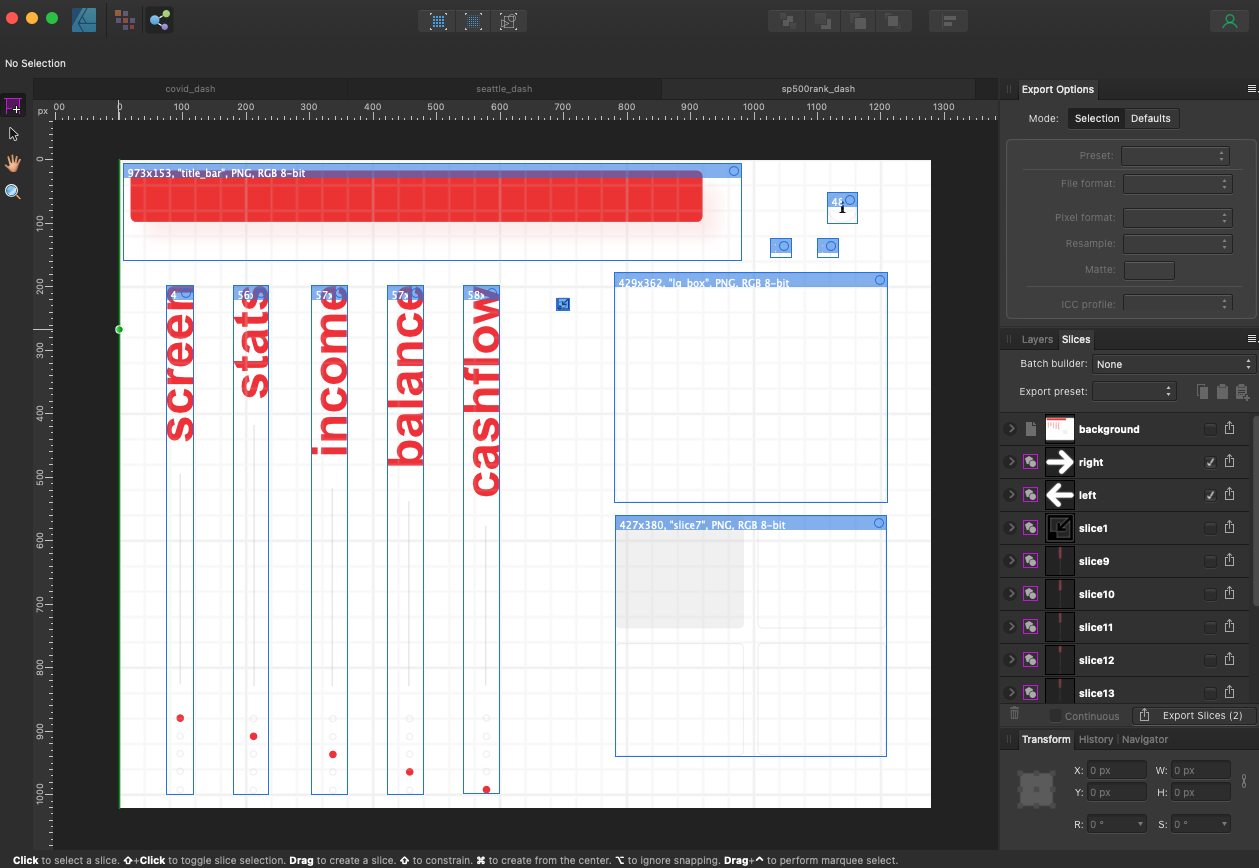 No Selection
covid_dash
seattle_dash
sp500rank_dash
px
00 0 100 200 300 400 500 600 700 800 900 1000 1100 1200 1300
0
100
200
300
400
500
600
700
800
900
1000
973x153, "title_bar", PNG, RGB 8-bit
48
4
56x
57x
57x
58x
screen
stats
income
balance
cashflow
429x362, "lg_box", PNG, RGB 8-bit
427x380, "slice7", PNG, RGB 8-bit
Export Options
Mode: Selection Defaults
Preset:
File format:
Pixel format:
Resample:
Matte:
ICC profile:
Layers Slices
Batch builder: None
Export preset:
background
right
left
slice1
slice9
slice10
slice11
slice12
slice13
Continuous Export Slices (2)
Transform History Navigator
X: 0 px W: 0 px
Y: 0 px H: 0 px
R: 0 ° S: 0 °
Click to select a slice. ⇧+Click to toggle slice selection. Drag to create a slice. ⇧ to constrain. ⌘ to create from the center. ⌥ to ignore snapping. Drag+⌃ to perform marquee select.